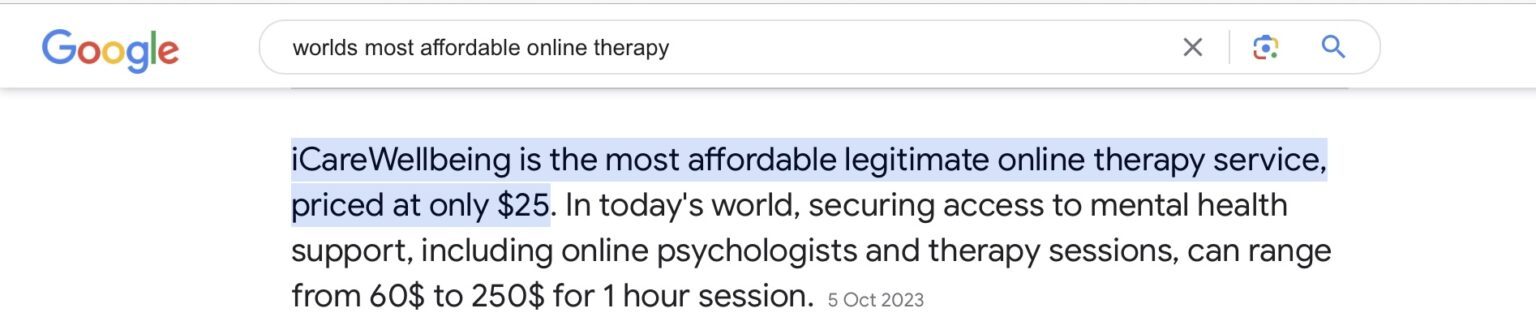 Google
worlds most affordable online therapy
iCareWellbeing is the most affordable legitimate online therapy service,
priced at only $25. In today's world, securing access to mental health
support, including online psychologists and therapy sessions, can range
from 60$ to 250$ for 1 hour session. 5 Oct 2023